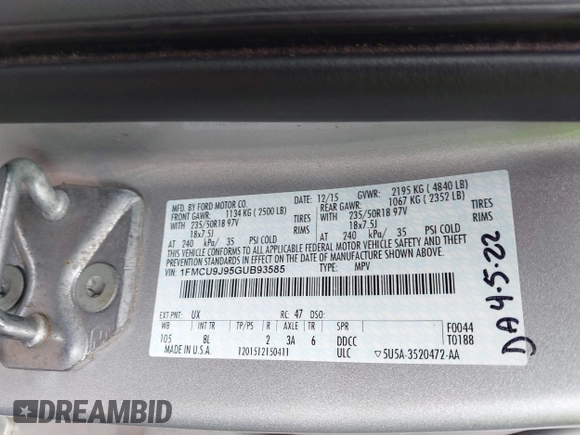 MFD. BY FORD MOTOR CO.
12/15 GVWR: 2195 KG ( 4840 LB)
FRONT GAWR: 1134 KG ( 2500 LB) REAR GAWR: 1067 KG ( 2352 LB)
WITH TIRES WITH TIRES
235/50R18 97V 235/50R18 97V
18x7.5J RIMS 18x7.5J RIMS
AT 240 kPa/ 35 PSI COLD AT 240 kPa/ 35 PSI COLD
THIS VEHICLE CONFORMS TO ALL APPLICABLE FEDERAL MOTOR VEHICLE SAFETY AND THEFT
PREVENTION STANDARDS IN EFFECT ON THE DATE OF MANUFACTURE SHOWN ABOVE.
VIN: 1FMCU9J95GUB93585 TYPE: MPV
EXT PNT: UX RC: 47 DSO:
WB INT TR TP/PS R AXLE TR SPR F0044
105 BL 2 3A 6 DDCC T0188
MADE IN U.S.A. 1201512150411 ULC ▽5U5A-3520472-AA
DA 4-5-22
DREAMBID